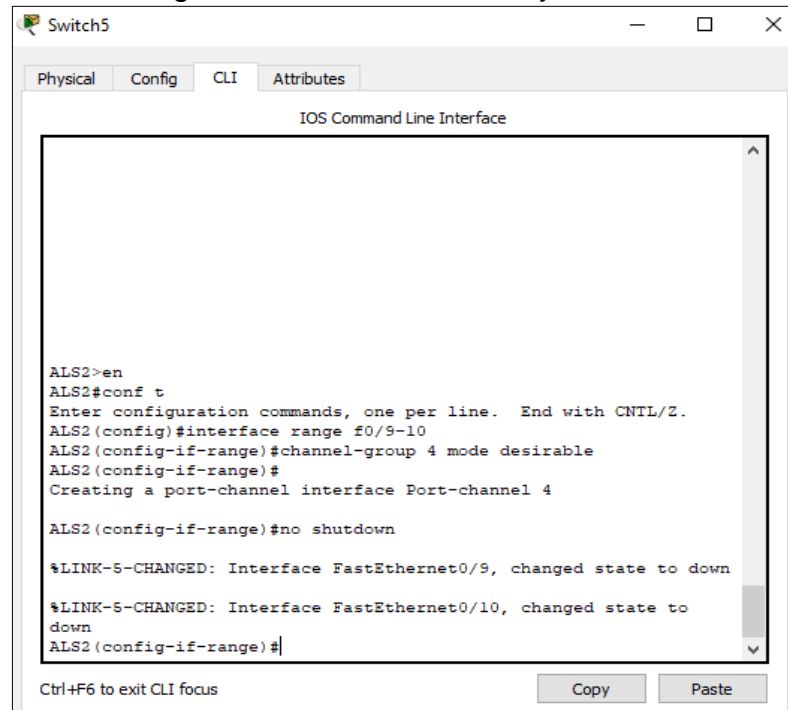 Switch5
Physical Config CLI Attributes
IOS Command Line Interface
ALS2>en
ALS2#conf t
Enter configuration commands, one per line.  End with CNTL/Z.
ALS2(config)#interface range f0/9-10
ALS2(config-if-range)#channel-group 4 mode desirable
ALS2(config-if-range)#
Creating a port-channel interface Port-channel 4
ALS2(config-if-range)#no shutdown
%LINK-5-CHANGED: Interface FastEthernet0/9, changed state to down
%LINK-5-CHANGED: Interface FastEthernet0/10, changed state to
down
ALS2(config-if-range)#
Ctrl+F6 to exit CLI focus Copy Paste